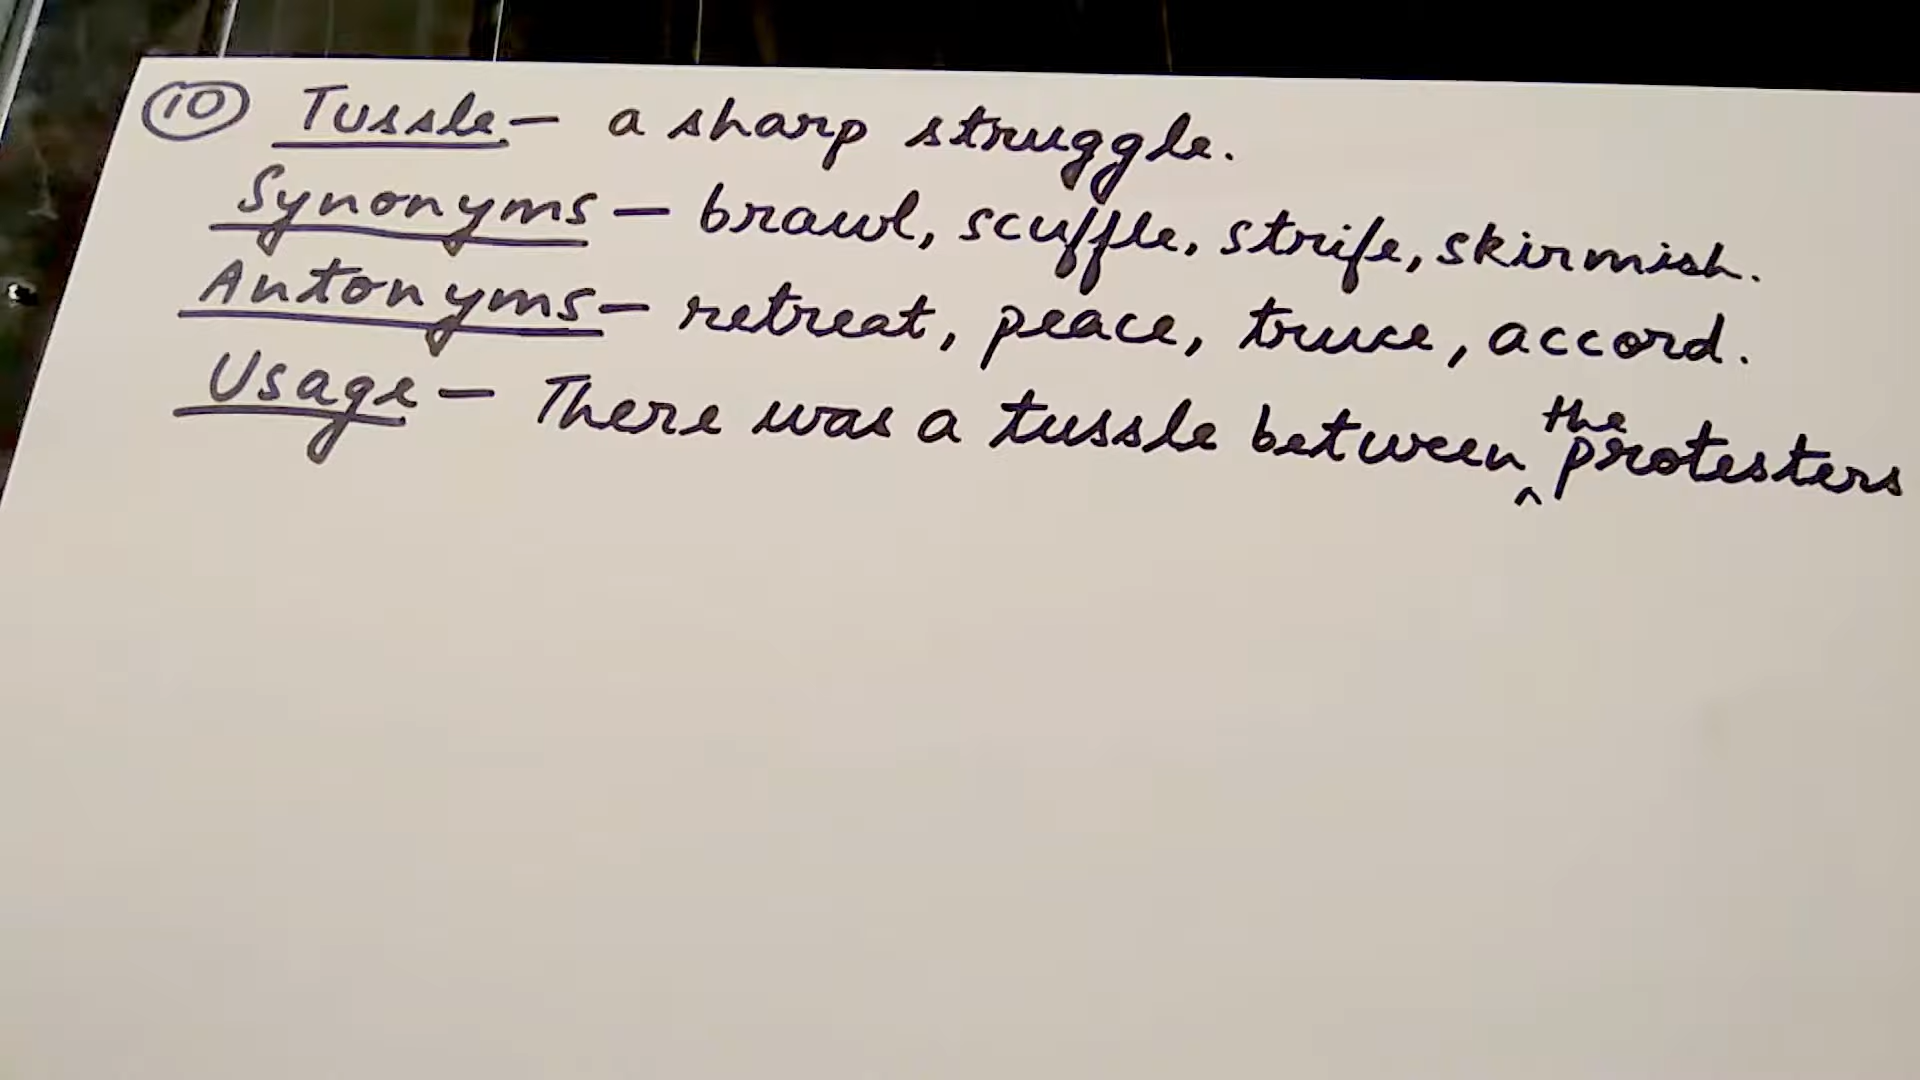 10 Tussle – a sharp struggle.
Synonyms – brawl, scuffle, strife, skirmish.
Antonyms – retreat, peace, truce, accord.
Usage – There was a tussle between ^the protesters